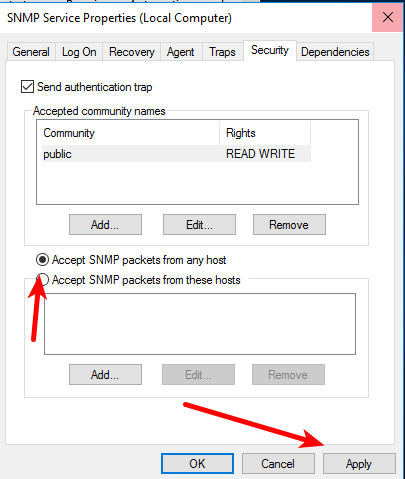 SNMP Service Properties (Local Computer)
General Log On Recovery Agent Traps Security Dependencies
Send authentication trap
Accepted community names
Community Rights
public READ WRITE
Add... Edit... Remove
Accept SNMP packets from any host
Accept SNMP packets from these hosts
Add... Edit... Remove
OK Cancel Apply